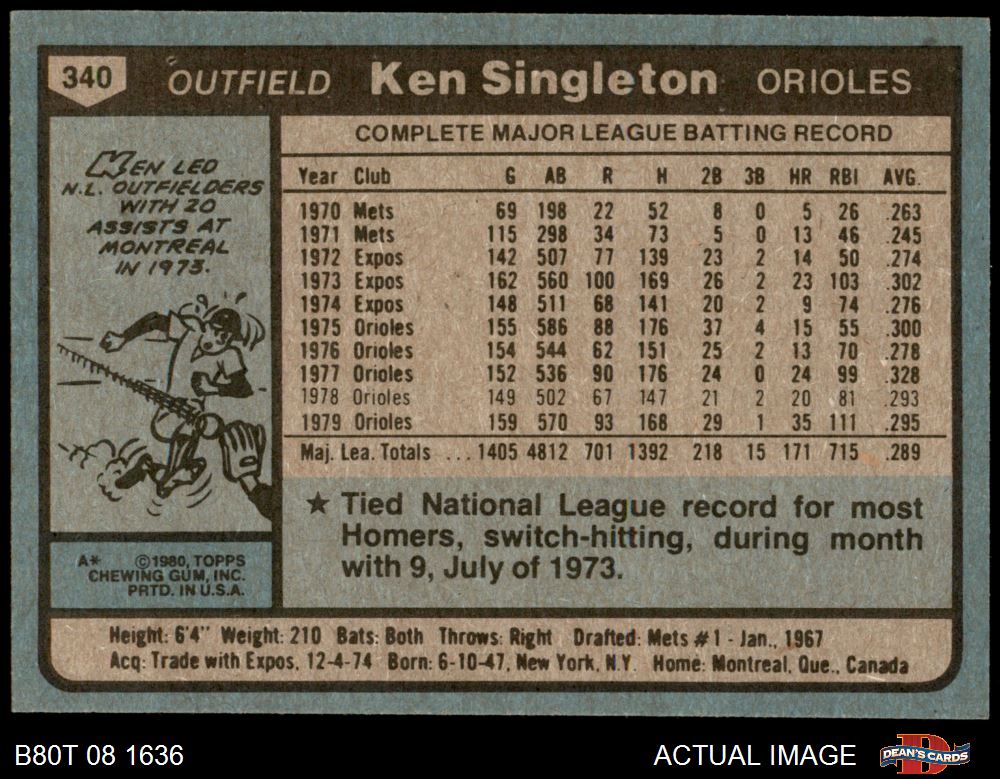 340 OUTFIELD Ken Singleton ORIOLES
KEN LED
N.L. OUTFIELDERS
WITH 20
ASSISTS AT
MONTREAL
IN 1973.
A* ©1980, TOPPS
CHEWING GUM, INC.
PRTD. IN U.S.A.
COMPLETE MAJOR LEAGUE BATTING RECORD
Year Club G AB R H 2B 3B HR RBI AVG.
1970 Mets 69 198 22 52 8 0 5 26 .263
1971 Mets 115 298 34 73 5 0 13 46 .245
1972 Expos 142 507 77 139 23 2 14 50 .274
1973 Expos 162 560 100 169 26 2 23 103 .302
1974 Expos 148 511 68 141 20 2 9 74 .276
1975 Orioles 155 586 88 176 37 4 15 55 .300
1976 Orioles 154 544 62 151 25 2 13 70 .278
1977 Orioles 152 536 90 176 24 0 24 99 .328
1978 Orioles 149 502 67 147 21 2 20 81 .293
1979 Orioles 159 570 93 168 29 1 35 111 .295
Maj. Lea. Totals ... 1405 4812 701 1392 218 15 171 715 .289
★ Tied National League record for most
Homers, switch-hitting, during month
with 9, July of 1973.
Height: 6'4" Weight: 210 Bats: Both Throws: Right Drafted: Mets #1 - Jan., 1967
Acq: Trade with Expos, 12-4-74 Born: 6-10-47, New York, N.Y. Home: Montreal, Que., Canada
B80T 08 1636 ACTUAL IMAGE DEAN'S CARDS